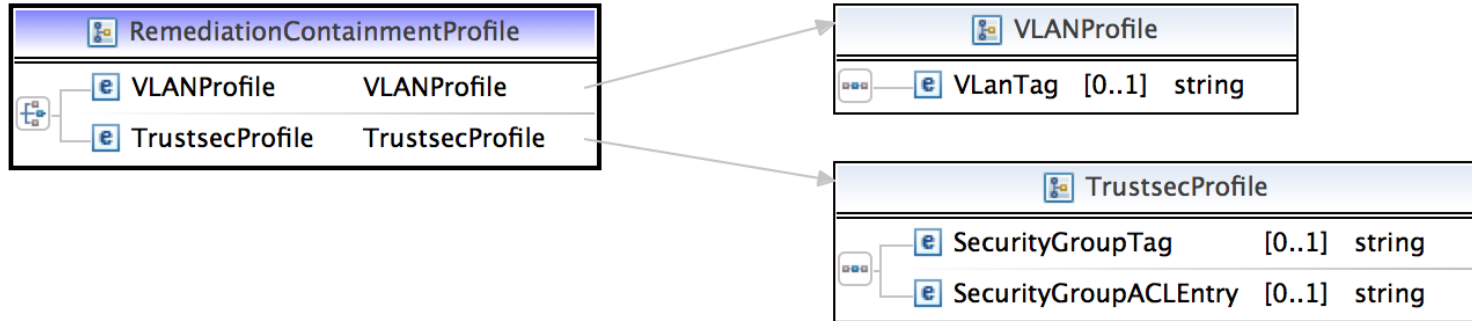 RemediationContainmentProfile
e VLANProfile VLANProfile
e TrustsecProfile TrustsecProfile
VLANProfile
e VLanTag [0..1] string
TrustsecProfile
e SecurityGroupTag [0..1] string
e SecurityGroupACLEntry [0..1] string